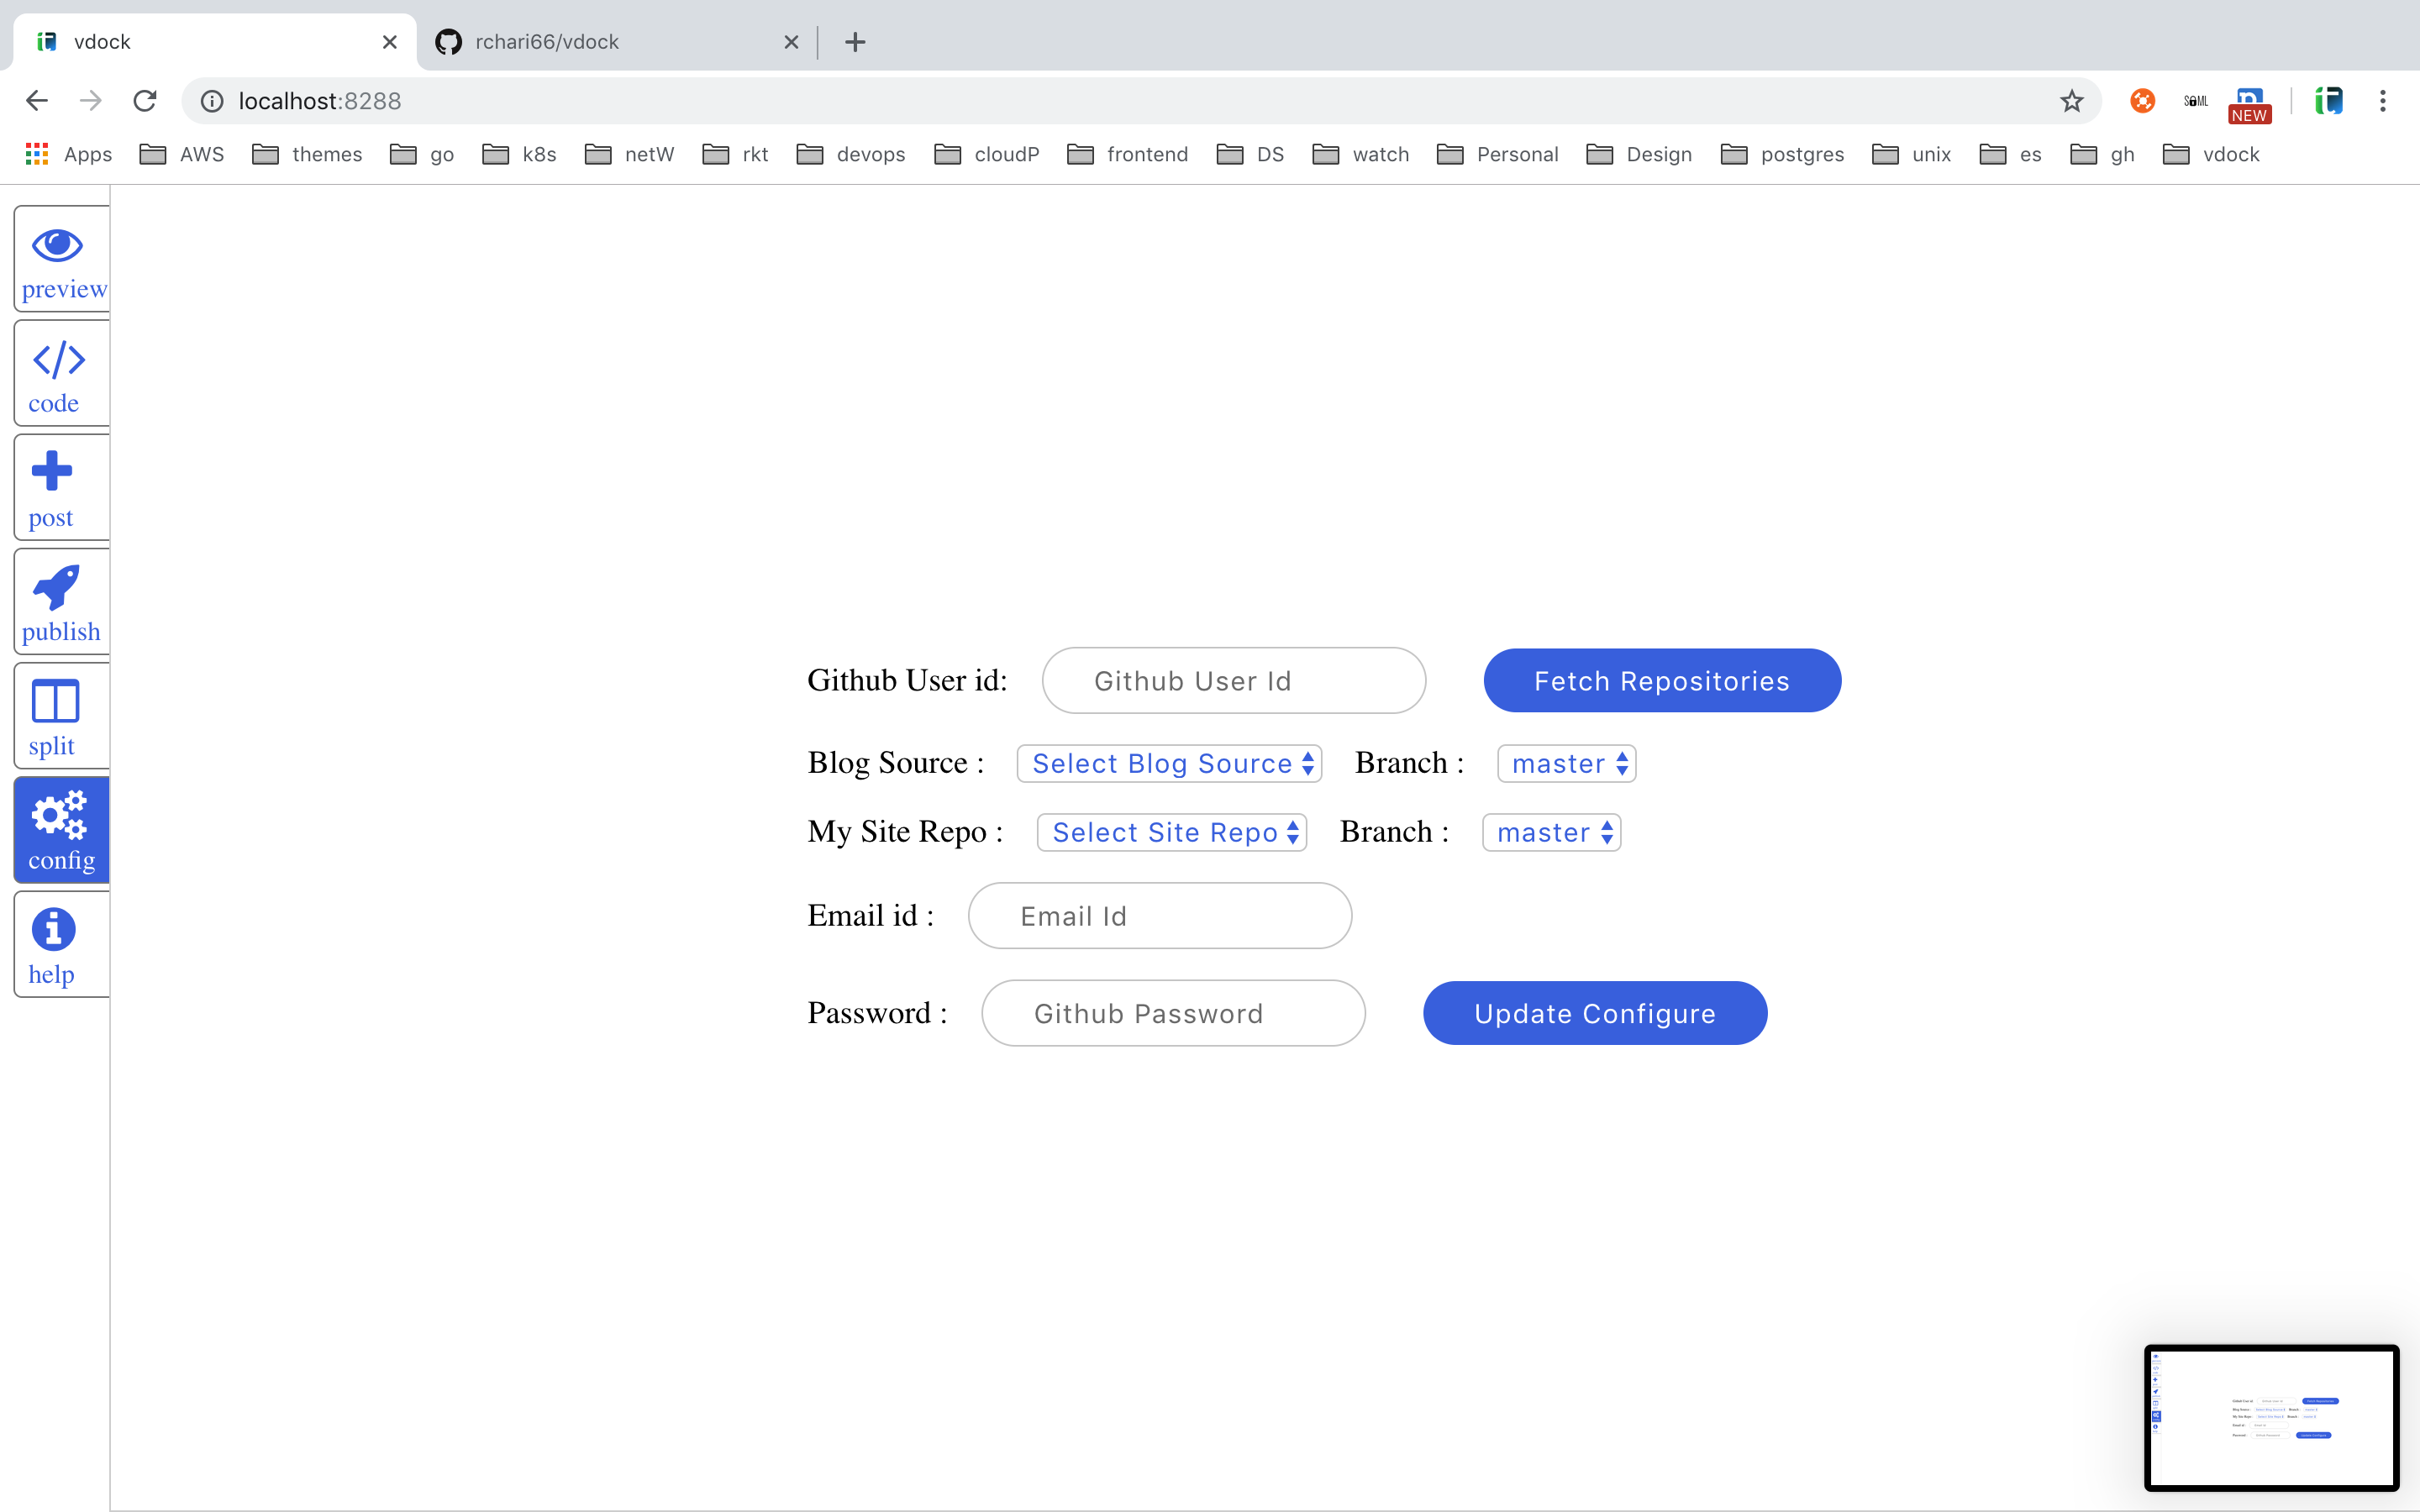 vdock
rchari66/vdock
localhost:8288
NEW
Apps AWS themes go k8s netW rkt devops cloudP frontend DS watch Personal Design postgres unix es gh vdock
preview
code
post
publish
split
config
help
Github User id: Github User Id Fetch Repositories
Blog Source : Select Blog Source Branch : master
My Site Repo : Select Site Repo Branch : master
Email id : Email Id
Password : Github Password Update Configure